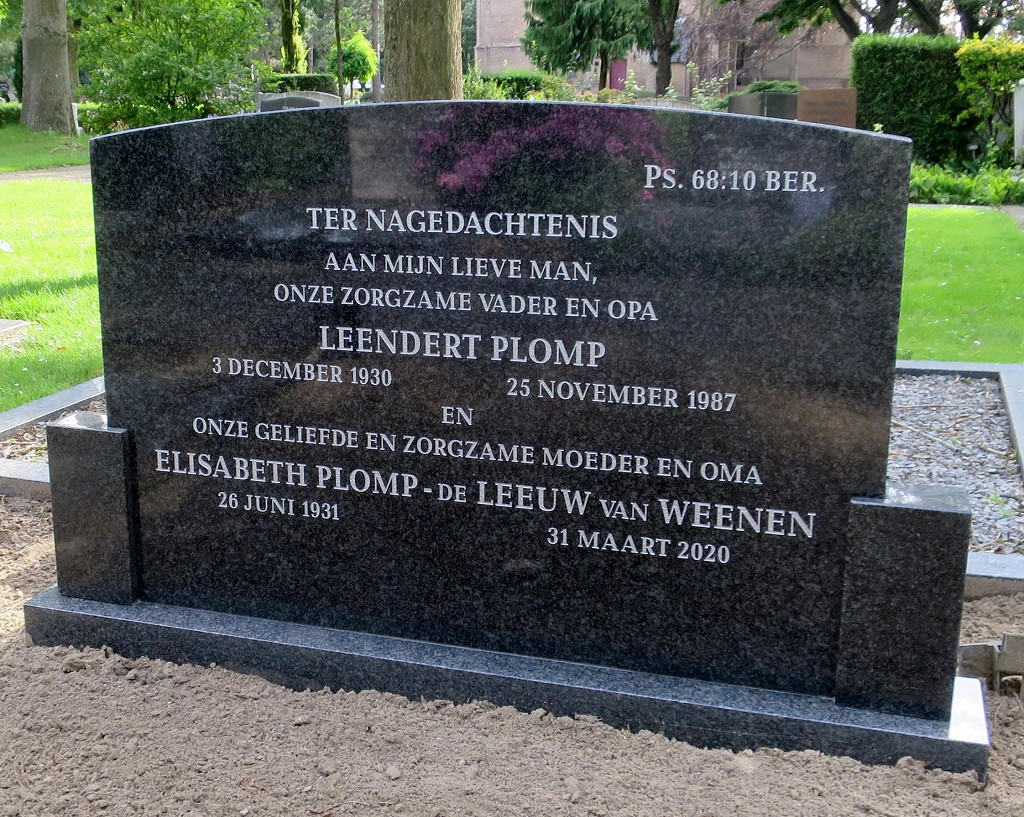 Ps. 68:10 BER.
TER NAGEDACHTENIS
AAN MIJN LIEVE MAN,
ONZE ZORGZAME VADER EN OPA
LEENDERT PLOMP
3 DECEMBER 1930 25 NOVEMBER 1987
EN
ONZE GELIEFDE EN ZORGZAME MOEDER EN OMA
ELISABETH PLOMP - DE LEEUW VAN WEENEN
26 JUNI 1931 31 MAART 2020